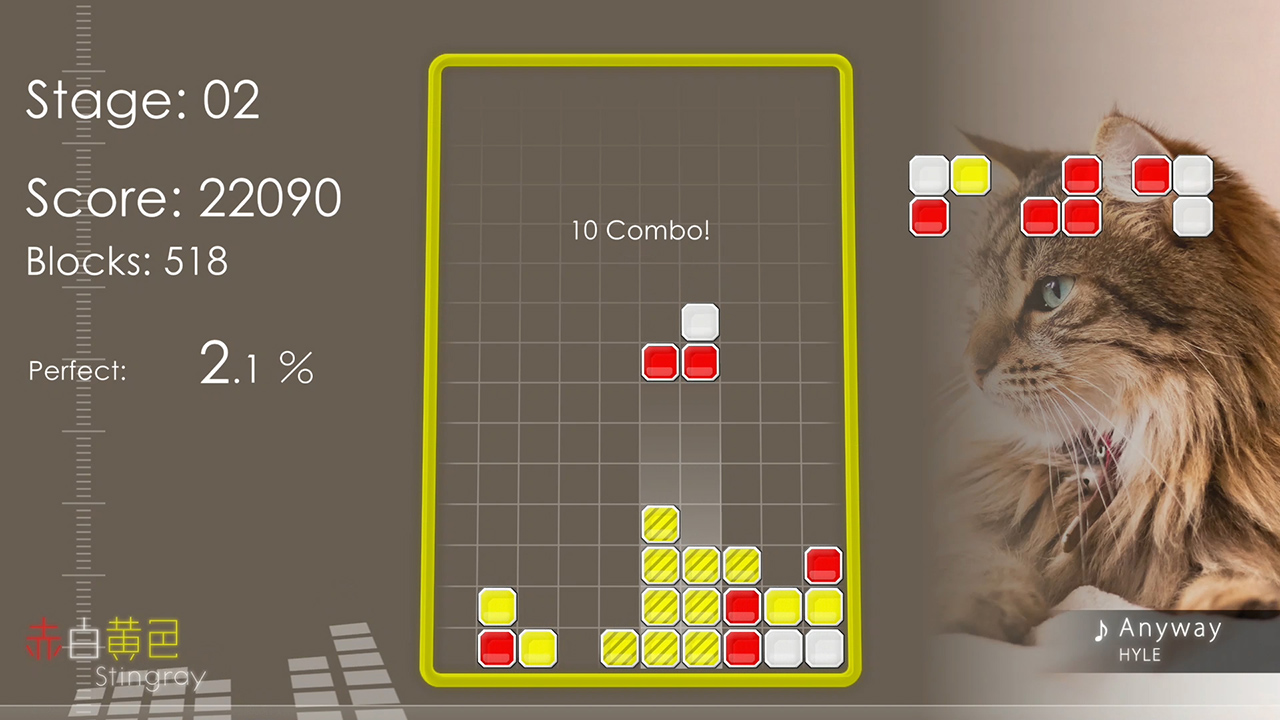 Stage: 02
Score: 22090
Blocks: 518
Perfect: 2.1 %
10 Combo!
赤白黄色
Stingray
♪ Anyway
HYLE